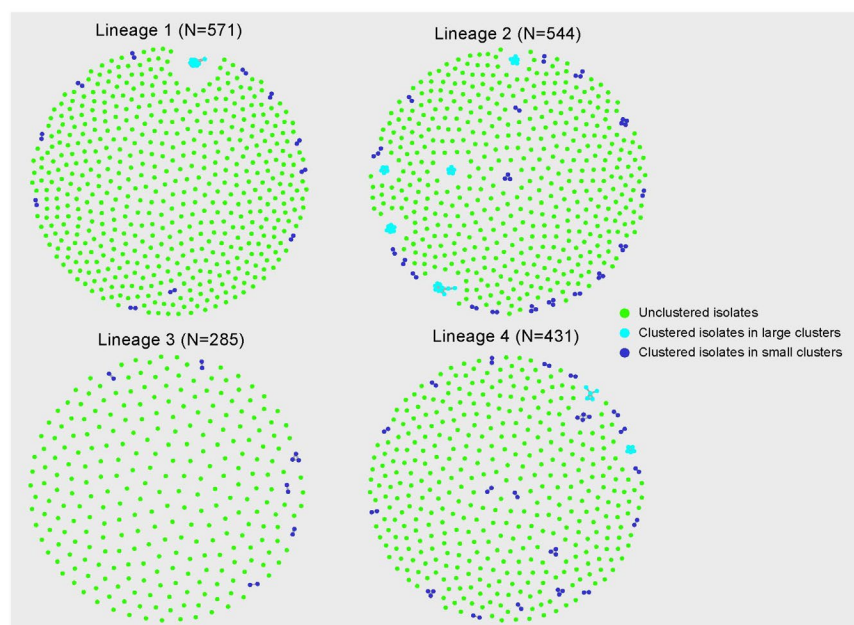 Lineage 1 (N=571)
Lineage 2 (N=544)
Unclustered isolates
Clustered isolates in large clusters
Clustered isolates in small clusters
Lineage 3 (N=285)
Lineage 4 (N=431)